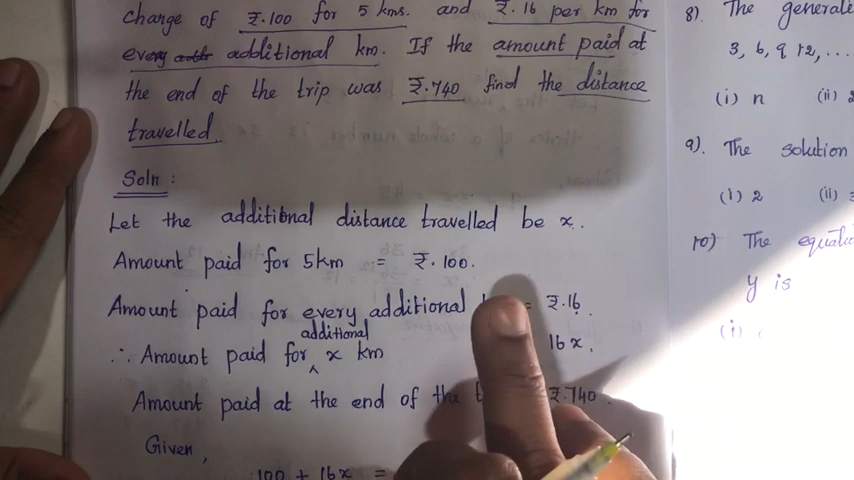 change of ₹.100 for 5 kms. and ₹.16 per km for
every additional km. If the amount paid at
the end of the trip was ₹.740 find the distance
travelled.
Soln :
Let the additional distance travelled be x.
Amount paid for 5km = ₹.100.
Amount paid for every additional = ₹.16.
additional
∴ Amount paid for ^ x km 16x.
Amount paid at the end of the ₹.740.
Given,
100 + 16x =
8). The general
3, 6, 9, 12, ....
(i) n (ii)
9). The solution
(i) 2 (ii)
10) The
y is
(i)